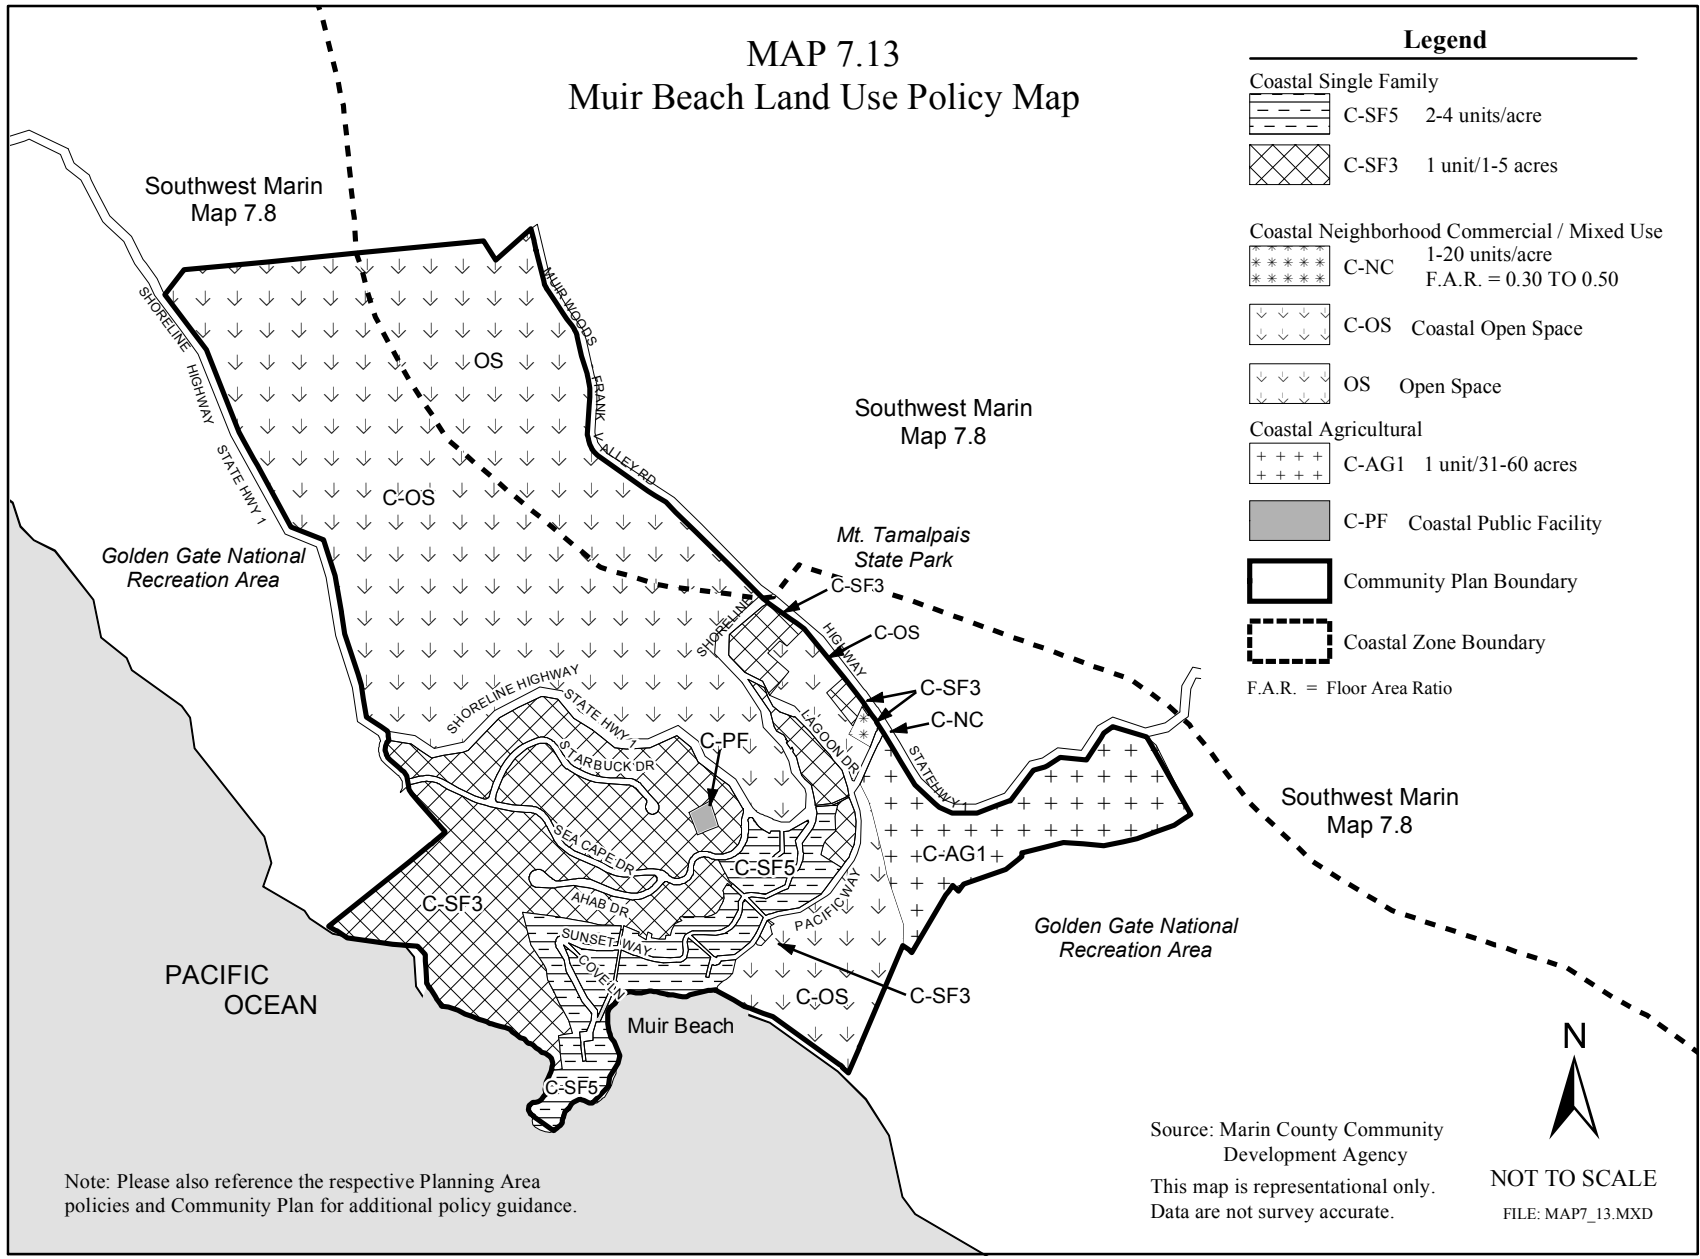 MAP 7.13
Muir Beach Land Use Policy Map
Legend
Coastal Single Family
C-SF5 2-4 units/acre
C-SF3 1 unit/1-5 acres
Coastal Neighborhood Commercial / Mixed Use
1-20 units/acre
C-NC
F.A.R. = 0.30 TO 0.50
C-OS Coastal Open Space
OS Open Space
Coastal Agricultural
C-AG1 1 unit/31-60 acres
C-PF Coastal Public Facility
Community Plan Boundary
Coastal Zone Boundary
F.A.R. = Floor Area Ratio
Southwest Marin
Map 7.8
SHORELINE HIGHWAY STATE HWY 1
MUIR WOODS FRANK VALLEY RD
OS
C-OS
Southwest Marin
Map 7.8
Golden Gate National
Recreation Area
Mt. Tamalpais
State Park
C-SF3
C-OS
C-SF3
C-NC
SHORELINE HIGHWAY STATE HWY 1
SHORELINE HIGHWAY STATE HWY 1
LAGOON DR
C-PF
STARBUCK DR
SEA CAPE DR
AHAB DR
SUNSET WAY
COVE LN
PACIFIC WAY
C-SF5
C-SF3
C-AG1
Southwest Marin
Map 7.8
Golden Gate National
Recreation Area
C-OS
C-SF3
Muir Beach
C-SF5
PACIFIC
OCEAN
N
NOT TO SCALE
FILE: MAP7_13.MXD
Source: Marin County Community
Development Agency
This map is representational only.
Data are not survey accurate.
Note: Please also reference the respective Planning Area
policies and Community Plan for additional policy guidance.